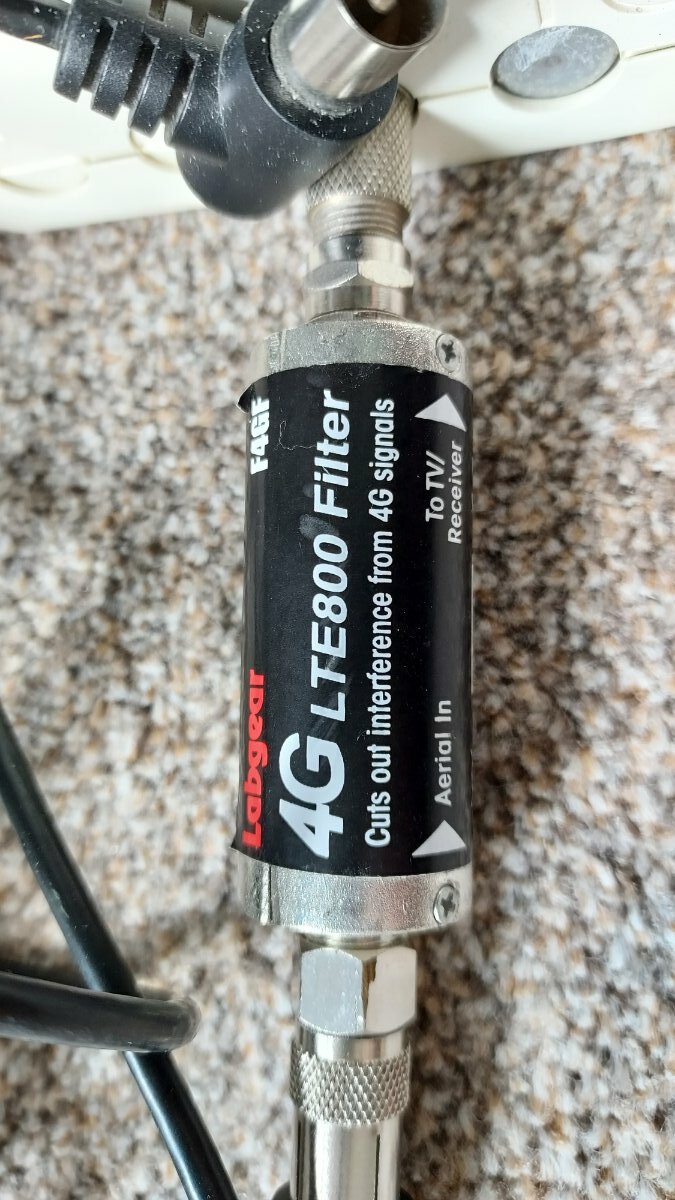 Labgear F4GF
4G LTE800 Filter
Cuts out interference from 4G signals
Aerial In
To TV/
Receiver